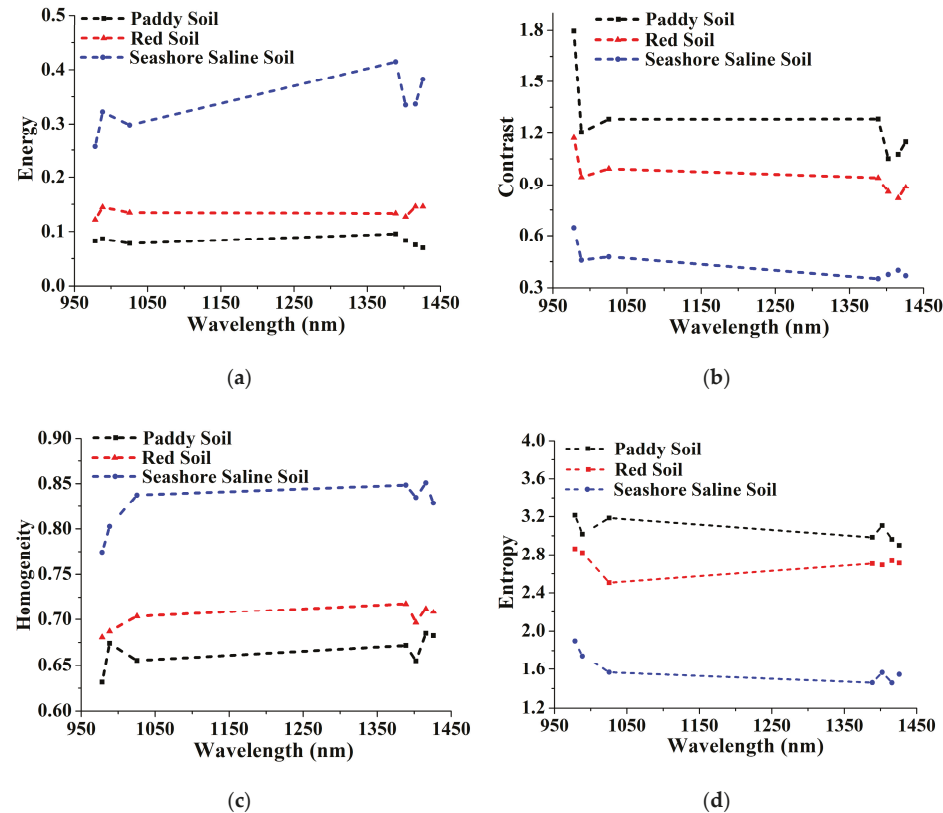 Paddy Soil
Red Soil
Seashore Saline Soil
0.5
0.4
0.3
0.2
0.1
0.0
Energy
950 1050 1150 1250 1350 1450
Wavelength (nm)
(a)
Paddy Soil
Red Soil
Seashore Saline Soil
1.8
1.5
1.2
0.9
0.6
0.3
Contrast
950 1050 1150 1250 1350 1450
Wavelength (nm)
(b)
Paddy Soil
Red Soil
Seashore Saline Soil
0.90
0.85
0.80
0.75
0.70
0.65
0.60
Homogeneity
950 1050 1150 1250 1350 1450
Wavelength (nm)
(c)
Paddy Soil
Red Soil
Seashore Saline Soil
4.0
3.6
3.2
2.8
2.4
2.0
1.6
1.2
Entropy
950 1050 1150 1250 1350 1450
Wavelength (nm)
(d)